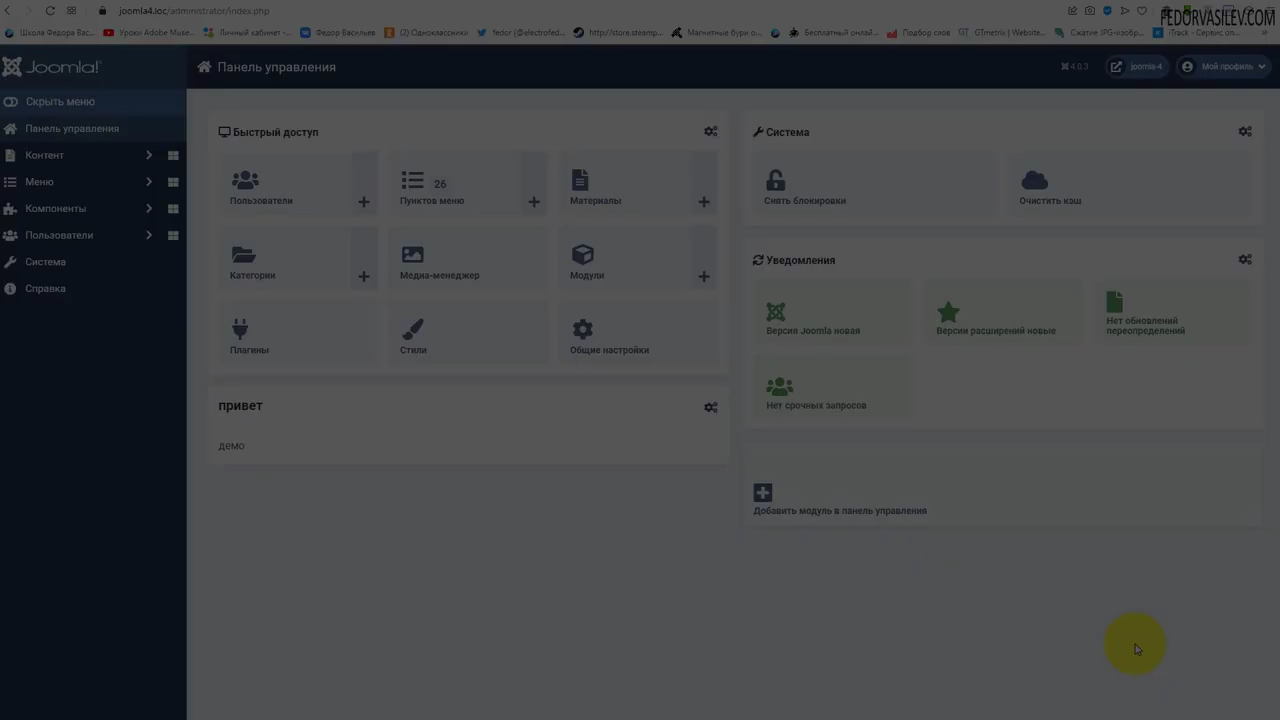 joomla4.loc/administrator/index.php
FEDORVASILEV.COM
Школа Федора Вас...
Уроки Adobe Muse...
Личный кабинет -...
Федор Васильев
(2) Одноклассники
fedor (@electrofed...
http://store.steamp...
Магнитные бури о...
Бесплатный онлай...
Подбор слов
GTmetrix | Website...
Сжатие JPG-изобр...
iTrack - Сервис оп...
Joomla!
Панель управления
4.0.3
joomla-4
Мой профиль
Скрыть меню
Панель управления
Контент
Меню
Компоненты
Пользователи
Система
Справка
Быстрый доступ
Пользователи
26
Пунктов меню
Материалы
Категории
Медиа-менеджер
Модули
Плагины
Стили
Общие настройки
привет
демо
Система
Снять блокировки
Очистить кэш
Уведомления
Версия Joomla новая
Версии расширений новые
Нет обновлений
переопределений
Нет срочных запросов
Добавить модуль в панель управления